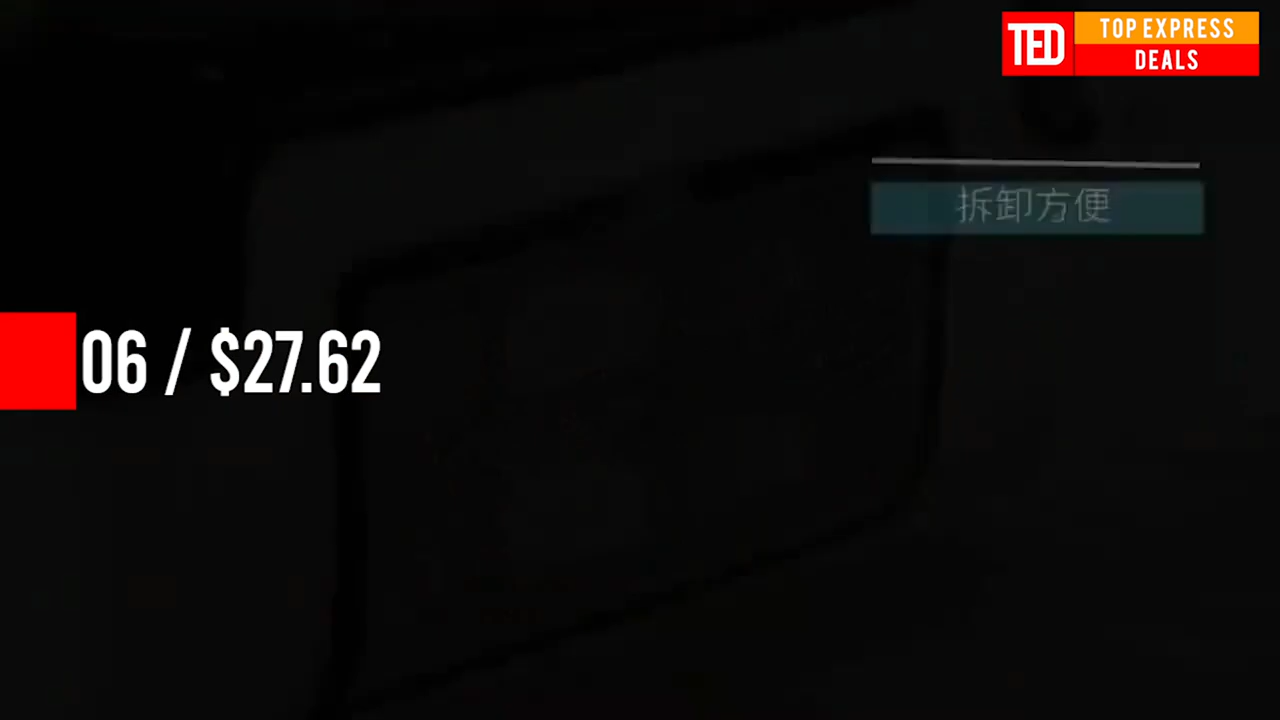 TED
TOP EXPRESS
DEALS
拆卸方便
06 / $27.62